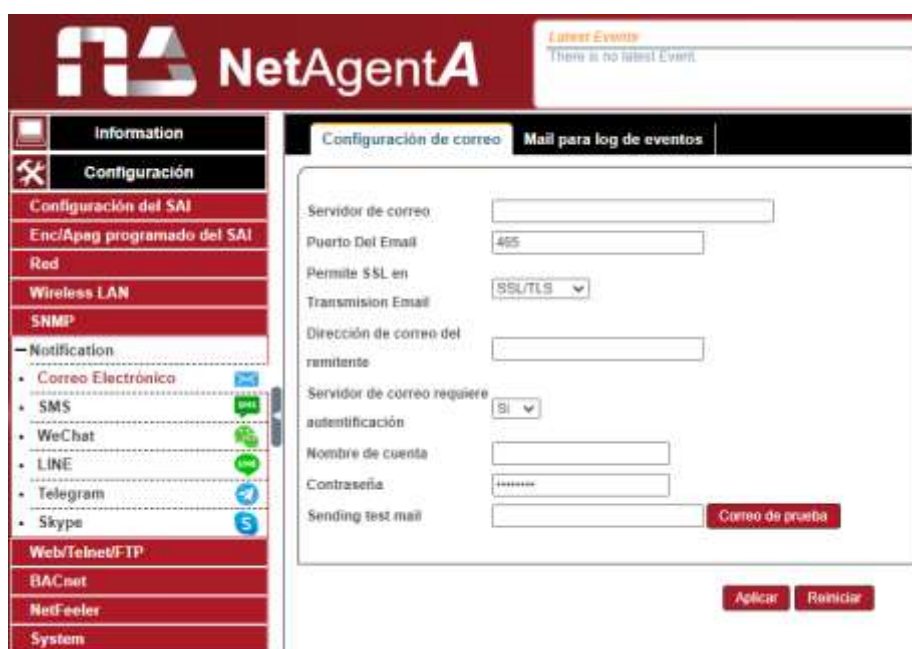 NetAgentA
Latest Events
There is no latest Event.
Information
Configuración
Configuración del SAI
Enc/Apag programado del SAI
Red
Wireless LAN
SNMP
Notification
Correo Electrónico
SMS
WeChat
LINE
Telegram
Skype
Web/Telnet/FTP
BACnet
NetFeeler
System
Configuración de correo
Mail para log de eventos
Servidor de correo
Puerto Del Email
465
Permite SSL en
Transmision Email
SSL/TLS
Dirección de correo del
remitente
Servidor de correo requiere
autentificación
Si
Nombre de cuenta
Contraseña
Sending test mail
Correo de prueba
Aplicar
Reiniciar